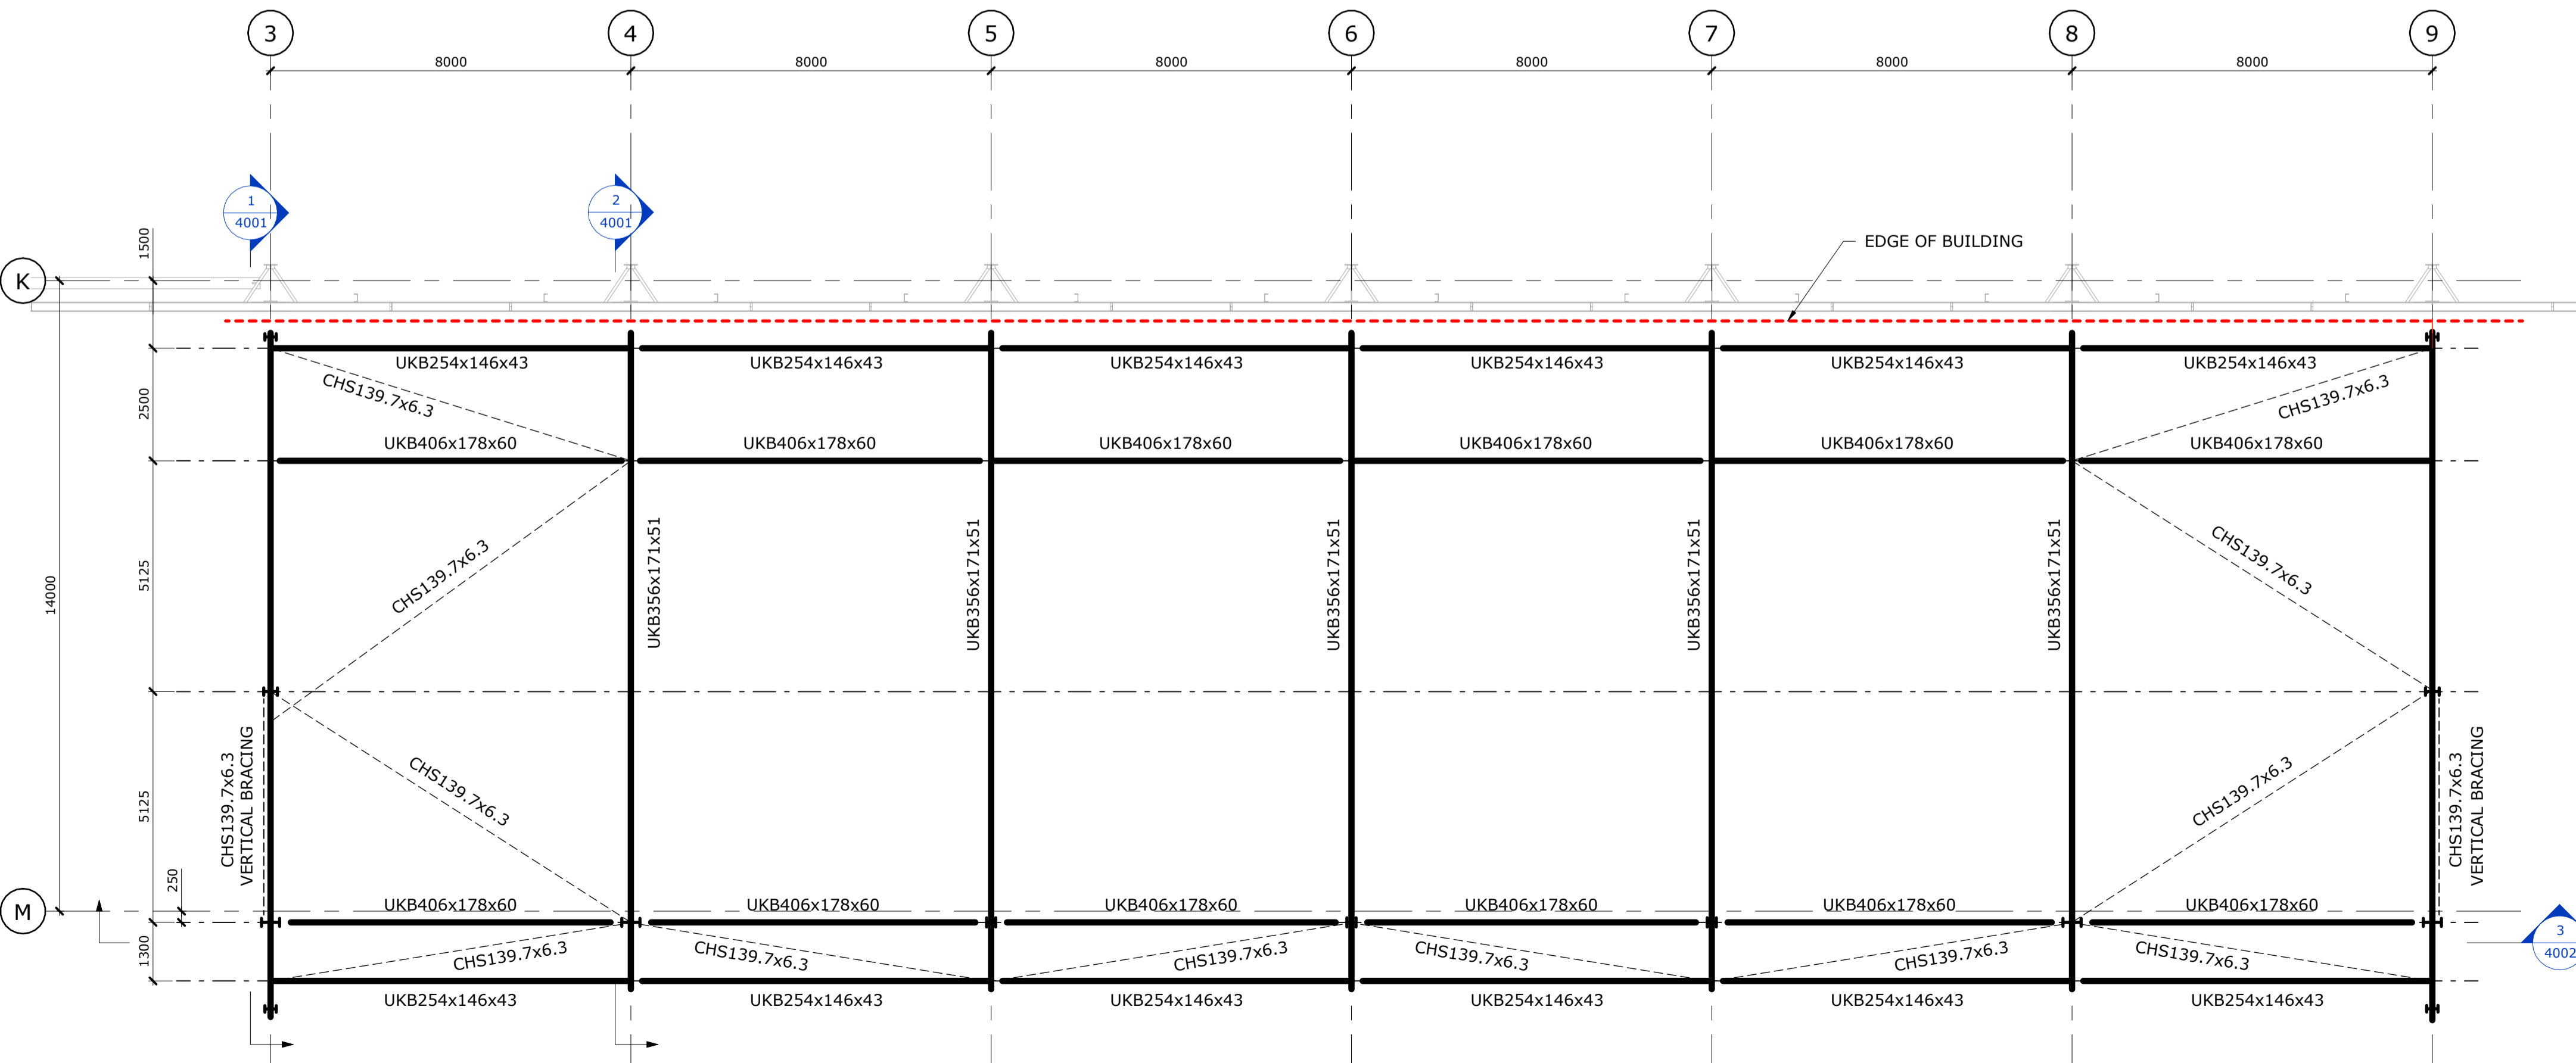 3
4
5
6
7
8
9
8000
8000
8000
8000
8000
8000
1
4001
2
4001
1500
EDGE OF BUILDING
K
UKB254x146x43
UKB254x146x43
UKB254x146x43
UKB254x146x43
UKB254x146x43
UKB254x146x43
CHS139.7x6.3
CHS139.7x6.3
2500
UKB406x178x60
UKB406x178x60
UKB406x178x60
UKB406x178x60
UKB406x178x60
UKB406x178x60
14000
5125
CHS139.7x6.3
UKB356x171x51
UKB356x171x51
UKB356x171x51
UKB356x171x51
UKB356x171x51
CHS139.7x6.3
5125
CHS139.7x6.3
VERTICAL BRACING
CHS139.7x6.3
CHS139.7x6.3
CHS139.7x6.3
VERTICAL BRACING
250
M
UKB406x178x60
UKB406x178x60
UKB406x178x60
UKB406x178x60
UKB406x178x60
UKB406x178x60
1300
CHS139.7x6.3
CHS139.7x6.3
CHS139.7x6.3
CHS139.7x6.3
CHS139.7x6.3
CHS139.7x6.3
3
4002
UKB254x146x43
UKB254x146x43
UKB254x146x43
UKB254x146x43
UKB254x146x43
UKB254x146x43